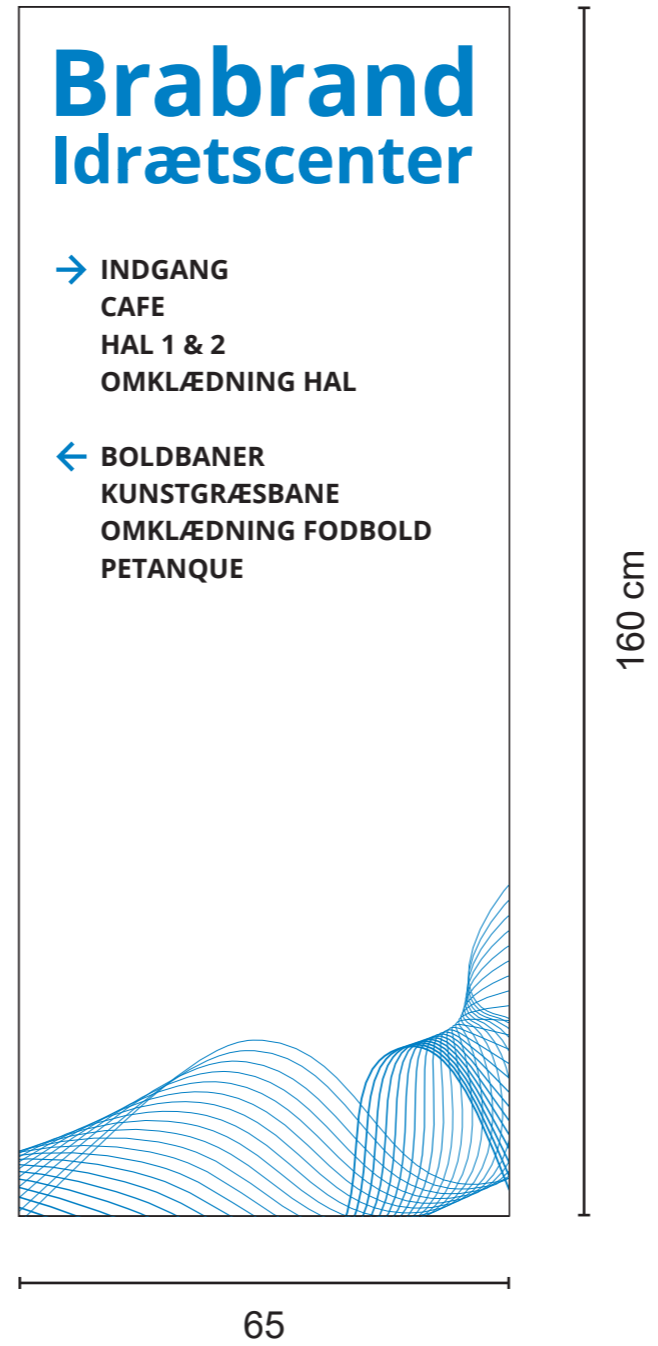 Brabrand
Idrætscenter
→ INDGANG
CAFE
HAL 1 & 2
OMKLÆDNING HAL
← BOLDBANER
KUNSTGRÆSBANE
OMKLÆDNING FODBOLD
PETANQUE
160 cm
65